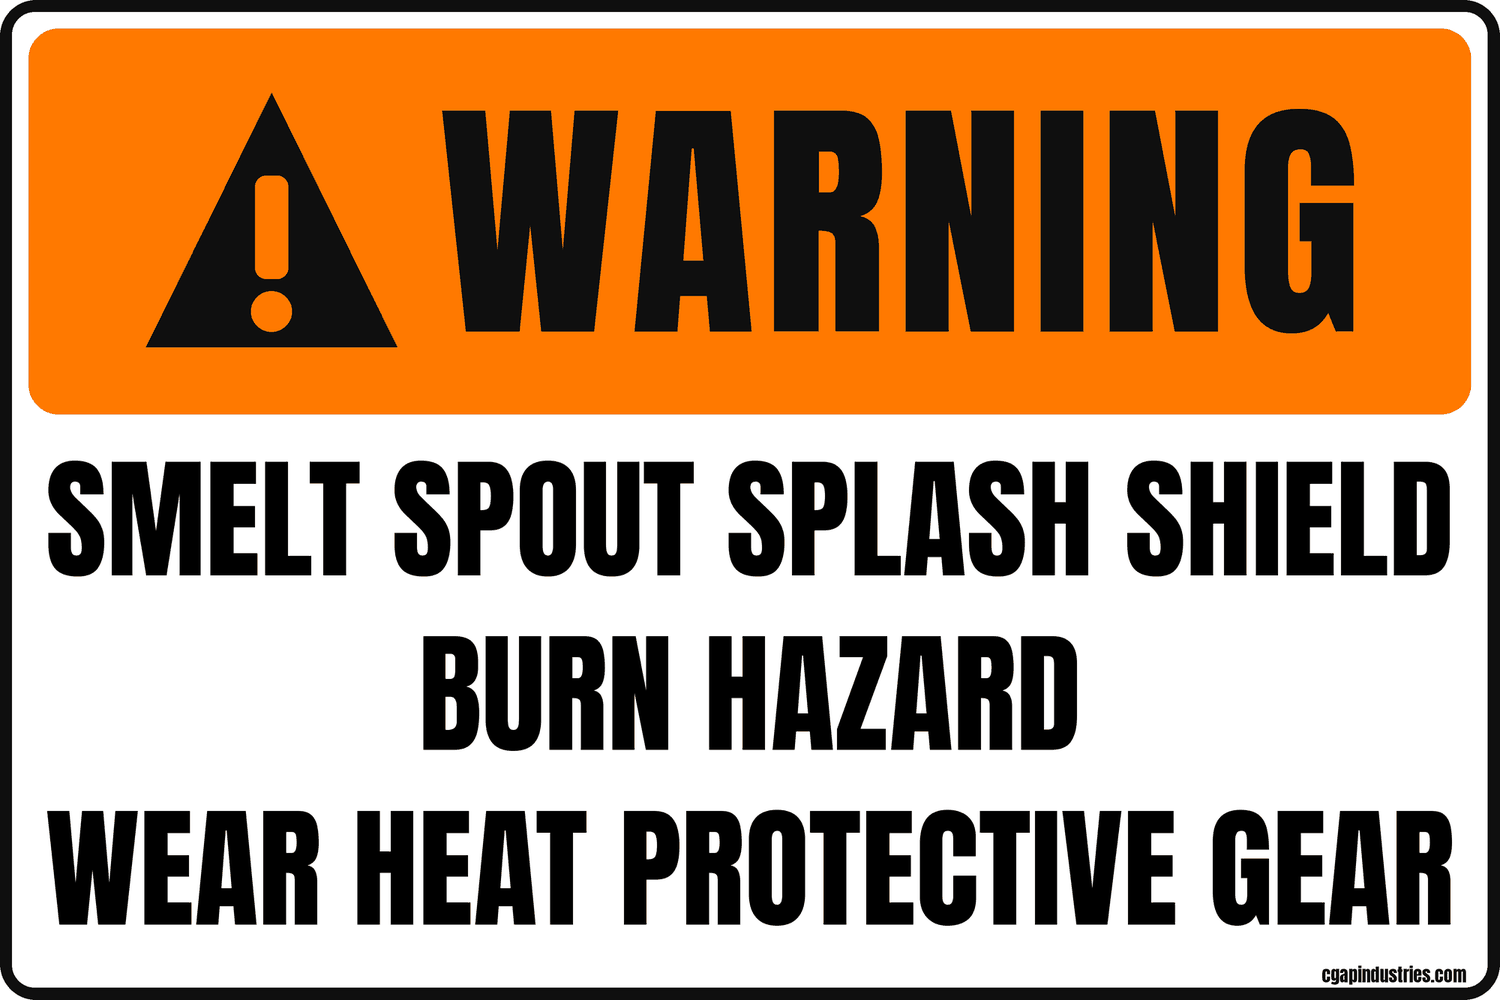 WARNING
SMELT SPOUT SPLASH SHIELD
BURN HAZARD
WEAR HEAT PROTECTIVE GEAR
cgapindustries.com